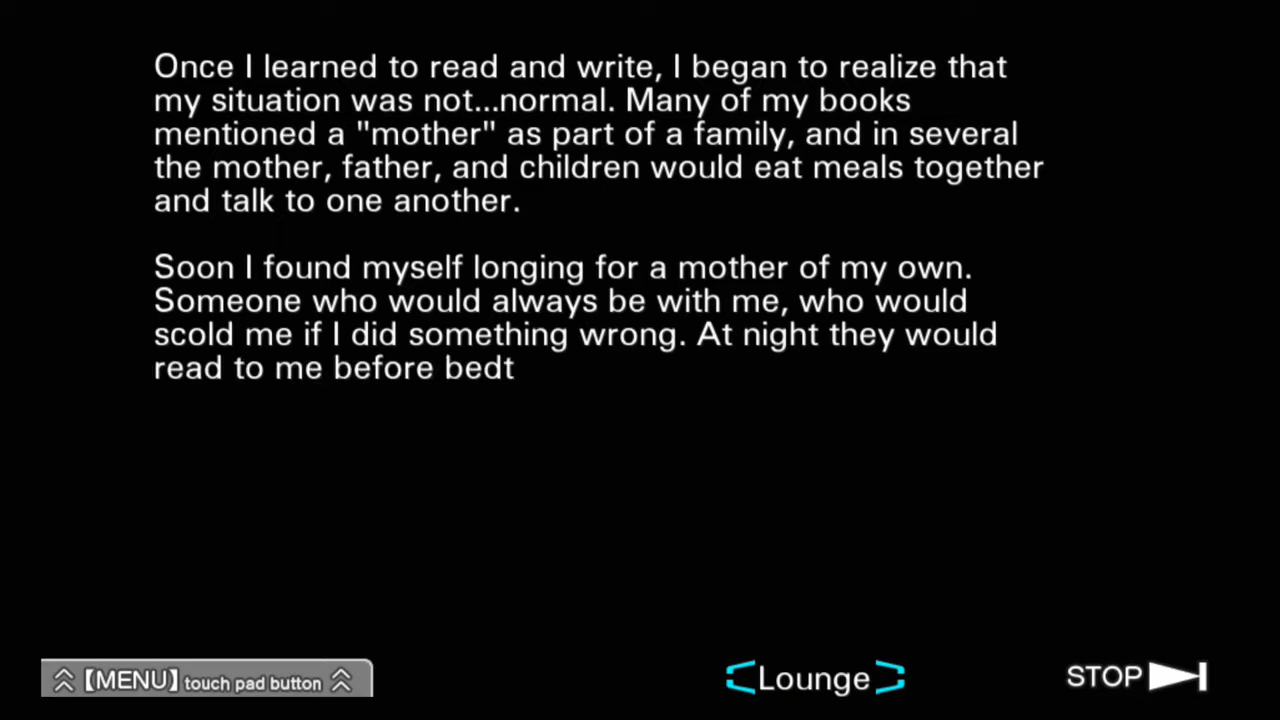 Once I learned to read and write, I began to realize that
my situation was not...normal. Many of my books
mentioned a "mother" as part of a family, and in several
the mother, father, and children would eat meals together
and talk to one another.
Soon I found myself longing for a mother of my own.
Someone who would always be with me, who would
scold me if I did something wrong. At night they would
read to me before bedt
【MENU】touch pad button
Lounge
STOP